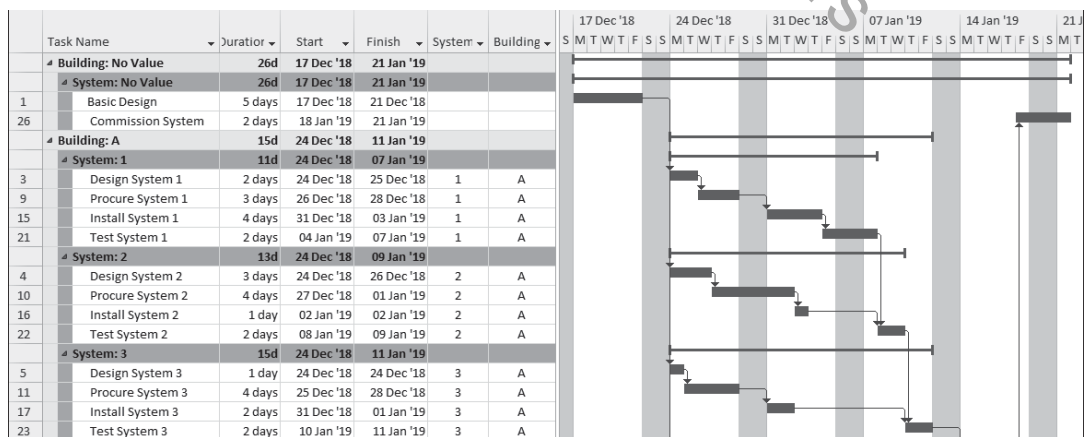 17 Dec '18 24 Dec '18 31 Dec '18 07 Jan '19 14 Jan '19 21 J
Task Name Duration Start Finish System Building S M T W T F S S M T W T F S S M T W T F S S M T W T F S S M T W T F S S M T
Building: No Value 26d 17 Dec '18 21 Jan '19
System: No Value 26d 17 Dec '18 21 Jan '19
1 Basic Design 5 days 17 Dec '18 21 Dec '18
26 Commission System 2 days 18 Jan '19 21 Jan '19
Building: A 15d 24 Dec '18 11 Jan '19
System: 1 11d 24 Dec '18 07 Jan '19
3 Design System 1 2 days 24 Dec '18 25 Dec '18 1 A
9 Procure System 1 3 days 26 Dec '18 28 Dec '18 1 A
15 Install System 1 4 days 31 Dec '18 03 Jan '19 1 A
21 Test System 1 2 days 04 Jan '19 07 Jan '19 1 A
System: 2 13d 24 Dec '18 09 Jan '19
4 Design System 2 3 days 24 Dec '18 26 Dec '18 2 A
10 Procure System 2 4 days 27 Dec '18 01 Jan '19 2 A
16 Install System 2 1 day 02 Jan '19 02 Jan '19 2 A
22 Test System 2 2 days 08 Jan '19 09 Jan '19 2 A
System: 3 15d 24 Dec '18 11 Jan '19
5 Design System 3 1 day 24 Dec '18 24 Dec '18 3 A
11 Procure System 3 4 days 25 Dec '18 28 Dec '18 3 A
17 Install System 3 2 days 31 Dec '18 01 Jan '19 3 A
23 Test System 3 2 days 10 Jan '19 11 Jan '19 3 A